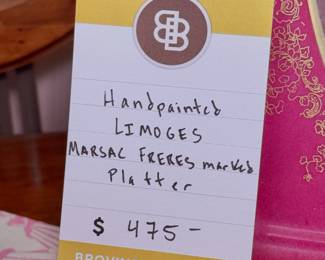 Handpainted
LIMOGES
MARSAC FRERES marked
Platter
$ 475-